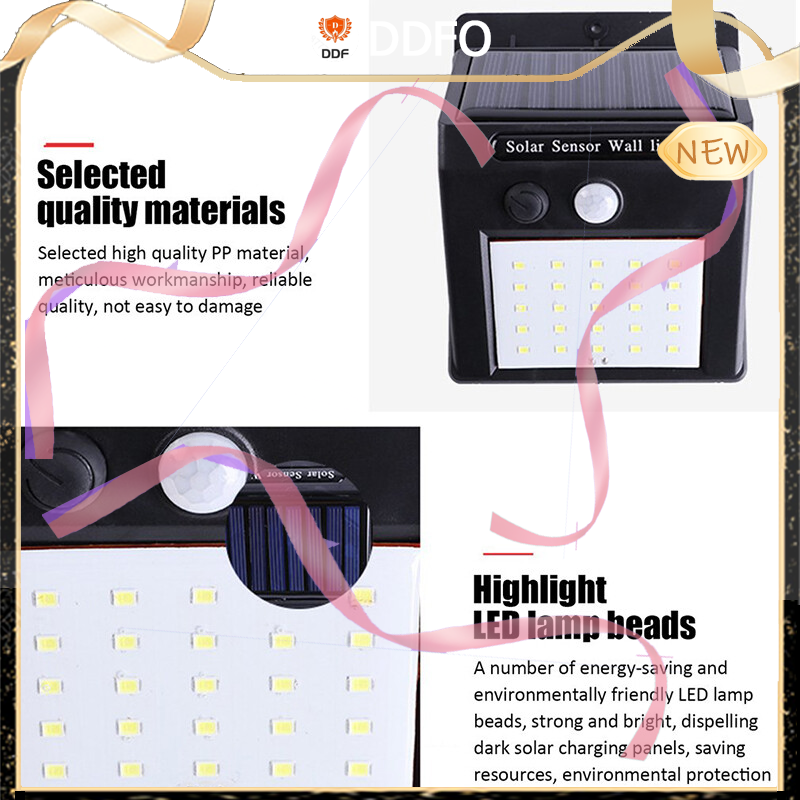 DDF
DDFO
Solar Sensor Wall li
NEW
Selected
quality materials
Selected high quality PP material,
meticulous workmanship, reliable
quality, not easy to damage
Solar Sensor W
Highlight
LED lamp beads
A number of energy-saving and
environmentally friendly LED lamp
beads, strong and bright, dispelling
dark solar charging panels, saving
resources, environmental protection